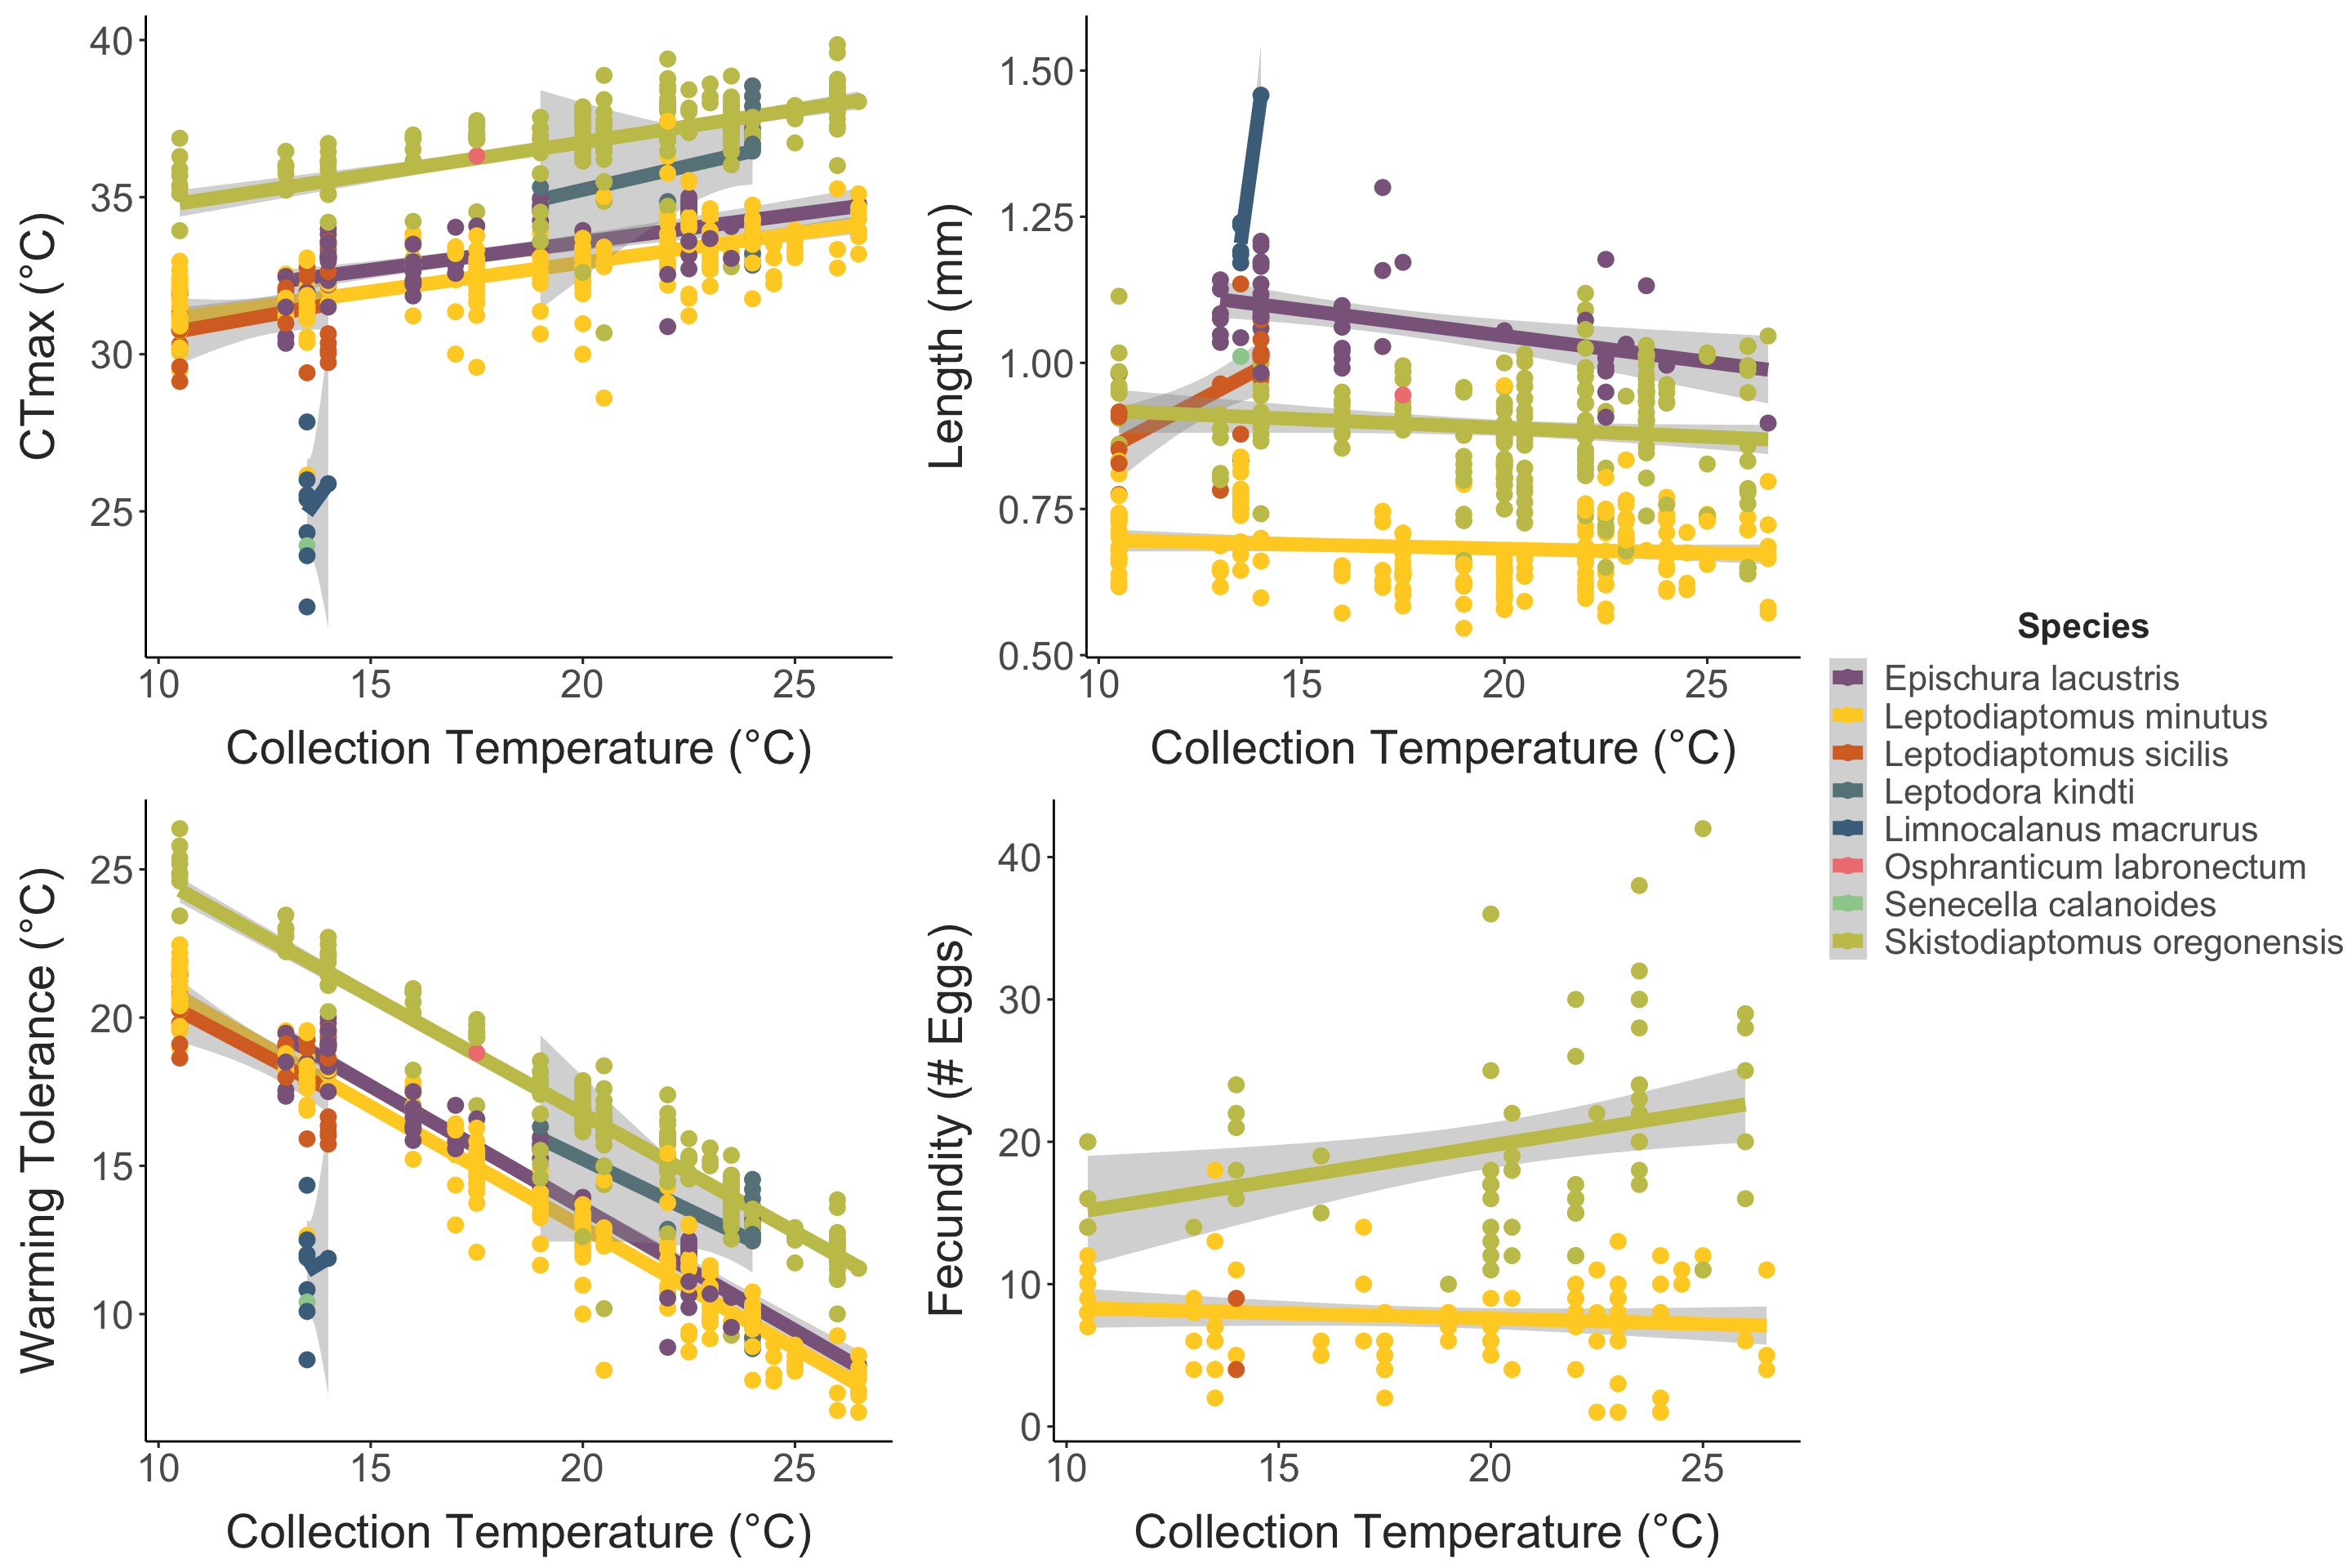 40
35
30
25
CTmax (°C)
10
15
20
25
Collection Temperature (°C)
1.50
1.25
1.00
0.75
0.50
Length (mm)
10
15
20
25
Collection Temperature (°C)
25
20
15
10
Warming Tolerance (°C)
10
15
20
25
Collection Temperature (°C)
40
30
20
10
0
Fecundity (# Eggs)
10
15
20
25
Collection Temperature (°C)
Species
Epischura lacustris
Leptodiaptomus minutus
Leptodiaptomus sicilis
Leptodora kindti
Limnocalanus macrurus
Osphranticum labronectum
Senecella calanoides
Skistodiaptomus oregonensis